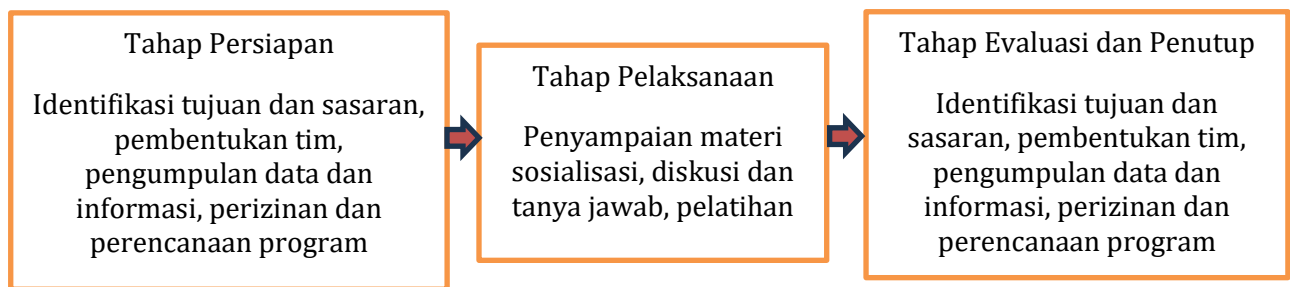 Tahap Persiapan
Identifikasi tujuan dan sasaran,
pembentukan tim,
pengumpulan data dan
informasi, perizinan dan
perencanaan program
Tahap Pelaksanaan
Penyampaian materi
sosialisasi, diskusi dan
tanya jawab, pelatihan
Tahap Evaluasi dan Penutup
Identifikasi tujuan dan
sasaran, pembentukan tim,
pengumpulan data dan
informasi, perizinan dan
perencanaan program